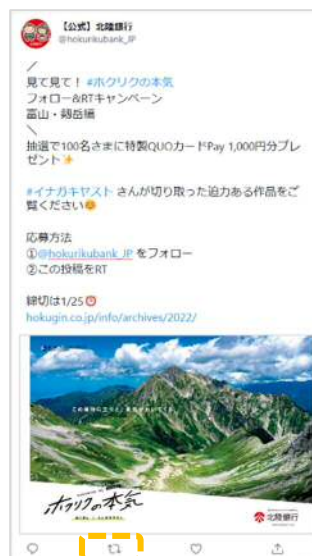 【公式】北陸銀行
@hokurikubank_JP
／
見て見て！ #ホクリクの本気
フォロー&RTキャンペーン
富山・剱岳編
＼
抽選で100名さまに特製QUOカードPay 1,000円分プレ
ゼント✨
#イナガキヤスト さんが切り取った迫力ある作品をご
覧ください😊
応募方法
①@hokurikubank_JP をフォロー
②この投稿をRT
締切は1/25⏰
hokugin.co.jp/info/archives/2022/
ホクリクの本気
北陸銀行